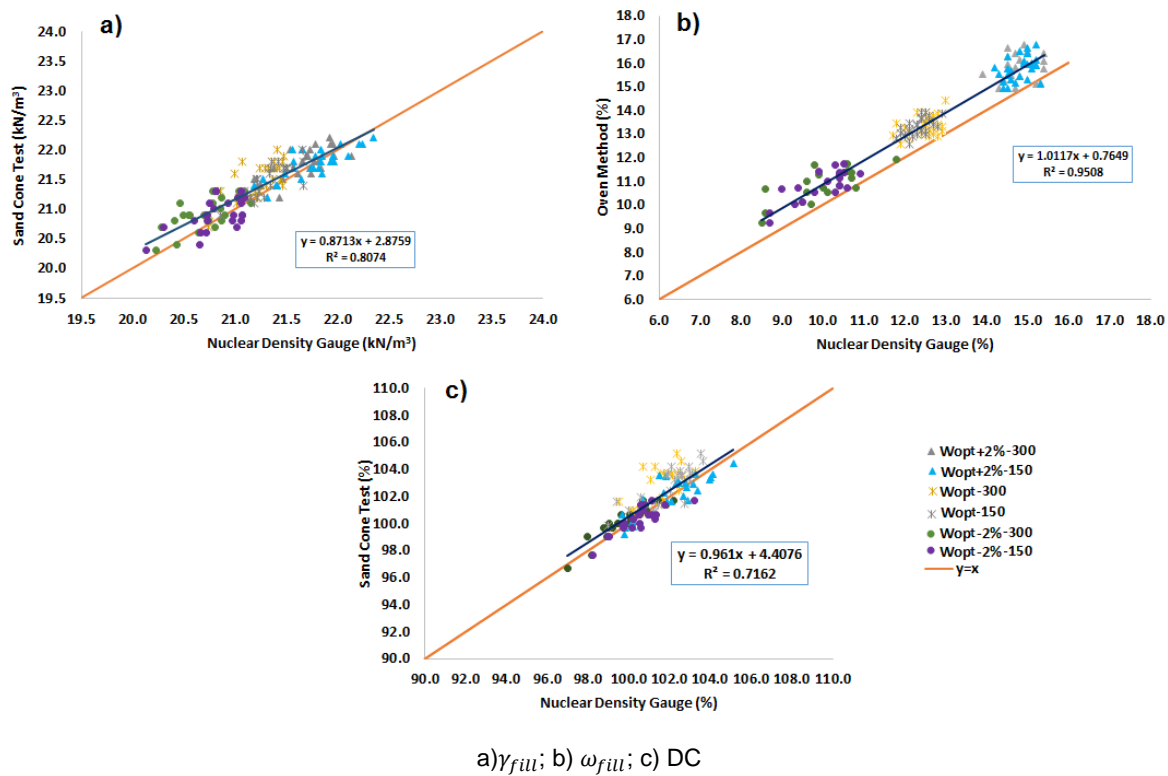 a)
Sand Cone Test (kN/m³)
24.0
23.5
23.0
22.5
22.0
21.5
21.0
20.5
20.0
19.5
y = 0.8713x + 2.8759
R² = 0.8074
19.5 20.0 20.5 21.0 21.5 22.0 22.5 23.0 23.5 24.0
Nuclear Density Gauge (kN/m³)
b)
Oven Method (%)
18.0
17.0
16.0
15.0
14.0
13.0
12.0
11.0
10.0
9.0
8.0
7.0
6.0
y = 1.0117x + 0.7649
R² = 0.9508
6.0 7.0 8.0 9.0 10.0 11.0 12.0 13.0 14.0 15.0 16.0 17.0 18.0
Nuclear Density Gauge (%)
c)
Sand Cone Test (%)
110.0
108.0
106.0
104.0
102.0
100.0
98.0
96.0
94.0
92.0
90.0
y = 0.961x + 4.4076
R² = 0.7162
90.0 92.0 94.0 96.0 98.0 100.0 102.0 104.0 106.0 108.0 110.0
Nuclear Density Gauge (%)
Wopt+2%-300
Wopt+2%-150
Wopt-300
Wopt-150
Wopt-2%-300
Wopt-2%-150
y=x
a)γfill; b) ωfill; c) DC